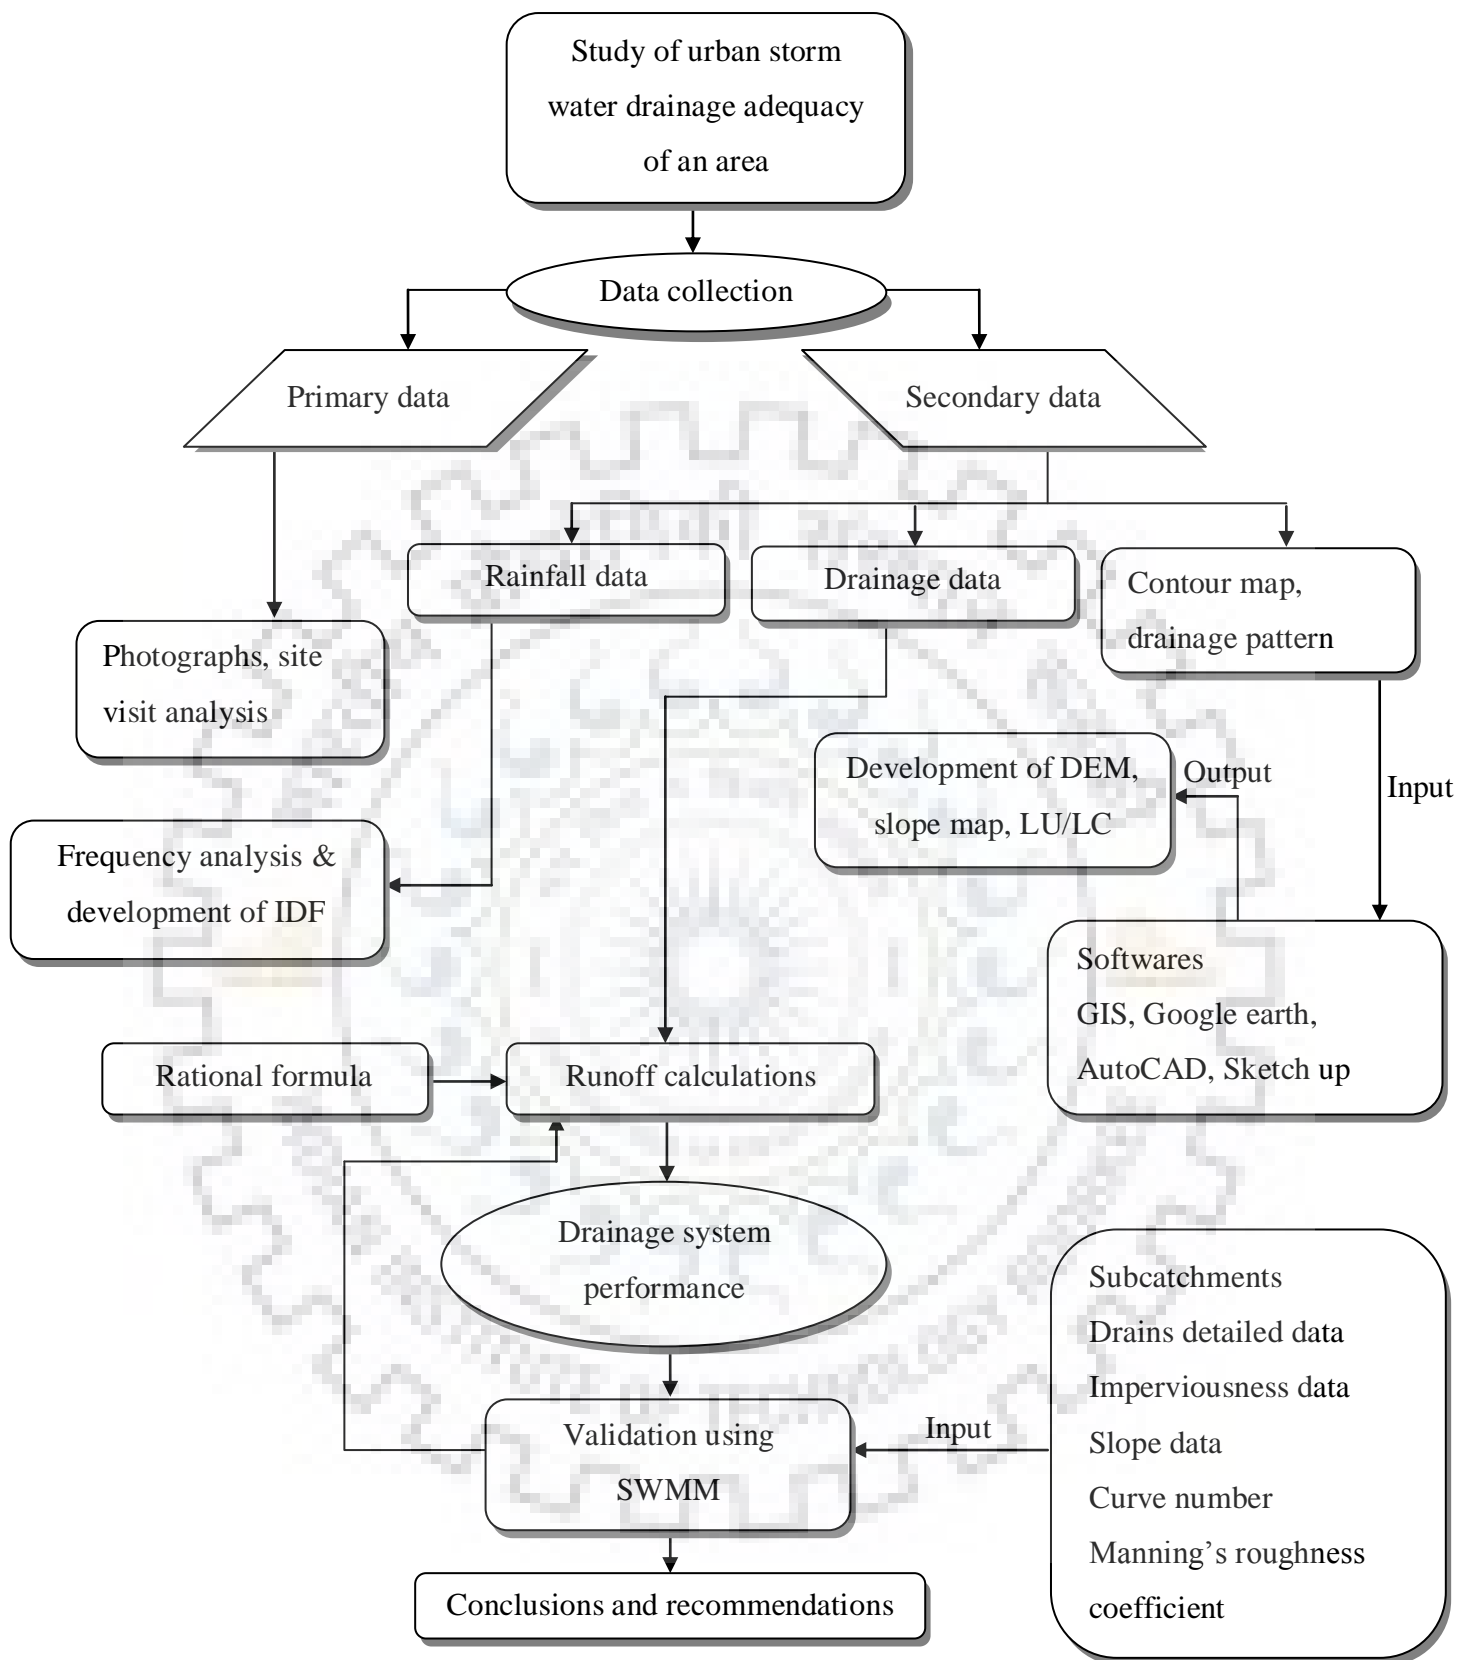 Study of urban storm
water drainage adequacy
of an area
Data collection
Primary data
Secondary data
Rainfall data
Drainage data
Contour map,
drainage pattern
Photographs, site
visit analysis
Development of DEM,
slope map, LU/LC
Output
Input
Frequency analysis &
development of IDF
Softwares
GIS, Google earth,
AutoCAD, Sketch up
Rational formula
Runoff calculations
Drainage system
performance
Subcatchments
Drains detailed data
Imperviousness data
Slope data
Curve number
Manning’s roughness
coefficient
Input
Validation using
SWMM
Conclusions and recommendations